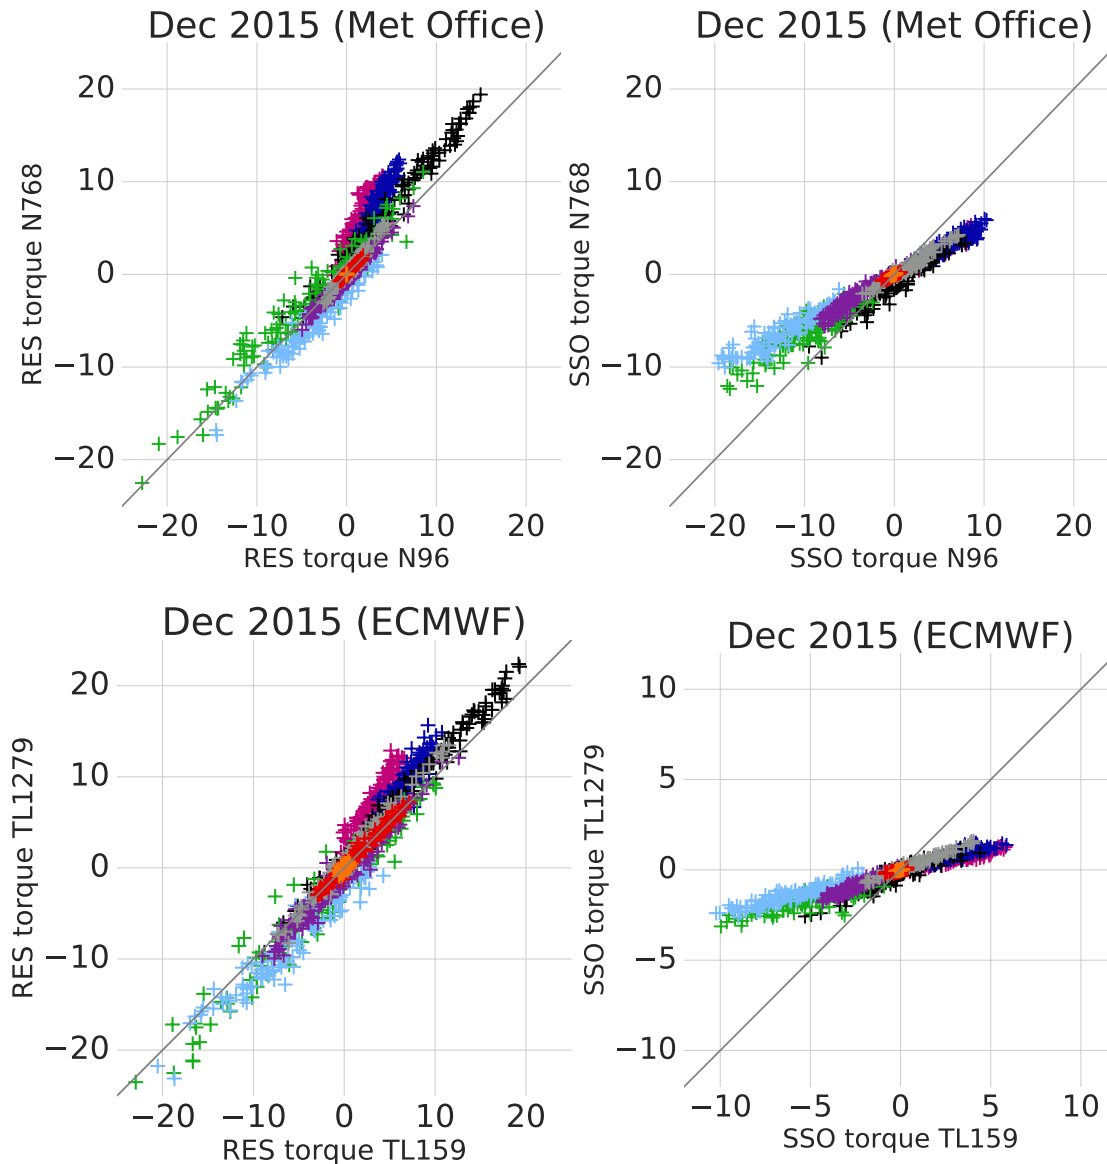 Dec 2015 (Met Office)
20
10
0
−10
−20
RES torque N768
−20 −10 0 10 20
RES torque N96
Dec 2015 (Met Office)
20
10
0
−10
−20
SSO torque N768
−20 −10 0 10 20
SSO torque N96
Dec 2015 (ECMWF)
20
10
0
−10
−20
RES torque TL1279
−20 −10 0 10 20
RES torque TL159
Dec 2015 (ECMWF)
10
5
0
−5
−10
SSO torque TL1279
−10 −5 0 5 10
SSO torque TL159